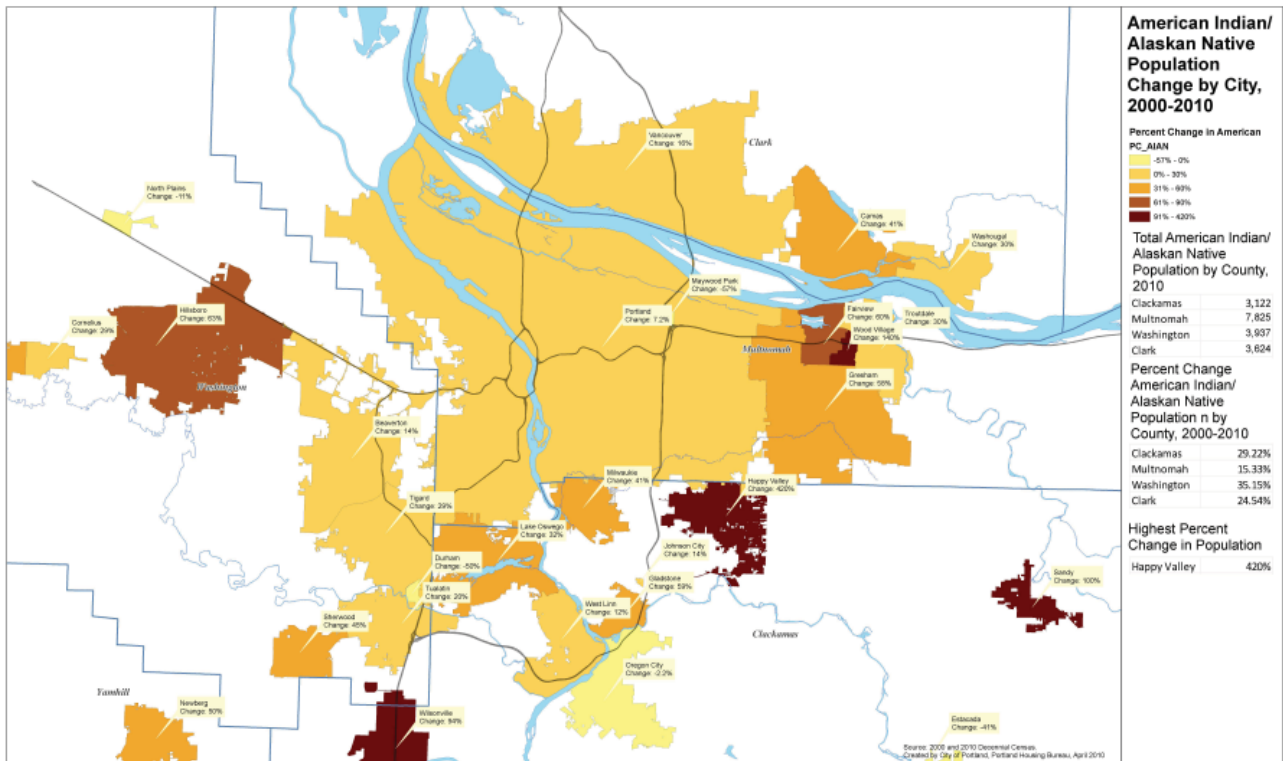 American Indian/
Alaskan Native
Population
Change by City,
2000-2010
Percent Change in American
PC_AIAN
-57% - 0%
0% - 30%
31% - 60%
61% - 90%
91% - 420%
Total American Indian/
Alaskan Native
Population by County,
2010
Clackamas 3,122
Multnomah 7,825
Washington 3,937
Clark 3,624
Percent Change
American Indian/
Alaskan Native
Population n by
County, 2000-2010
Clackamas 29.22%
Multnomah 15.33%
Washington 35.15%
Clark 24.54%
Highest Percent
Change in Population
Happy Valley 420%
Vancouver
Change: 16%
Clark
North Plains
Change: -11%
Camas
Change: 41%
Washougal
Change: 30%
Maywood Park
Change: -57%
Hillsboro
Change: 63%
Cornelius
Change: 29%
Portland
Change: 7.2%
Fairview
Change: 60%
Troutdale
Change: 30%
Wood Village
Change: 140%
Multnomah
Washington
Gresham
Change: 56%
Beaverton
Change: 14%
Milwaukie
Change: 41%
Happy Valley
Change: 420%
Tigard
Change: 29%
Lake Oswego
Change: 32%
Johnson City
Change: 14%
Durham
Change: -50%
Gladstone
Change: 59%
Sandy
Change: 100%
Tualatin
Change: 20%
West Linn
Change: 12%
Sherwood
Change: 45%
Clackamas
Oregon City
Change: -2.2%
Yamhill
Newberg
Change: 50%
Wilsonville
Change: 94%
Estacada
Change: -41%
Source: 2000 and 2010 Decennial Census.
Created by City of Portland, Portland Housing Bureau, April 2010